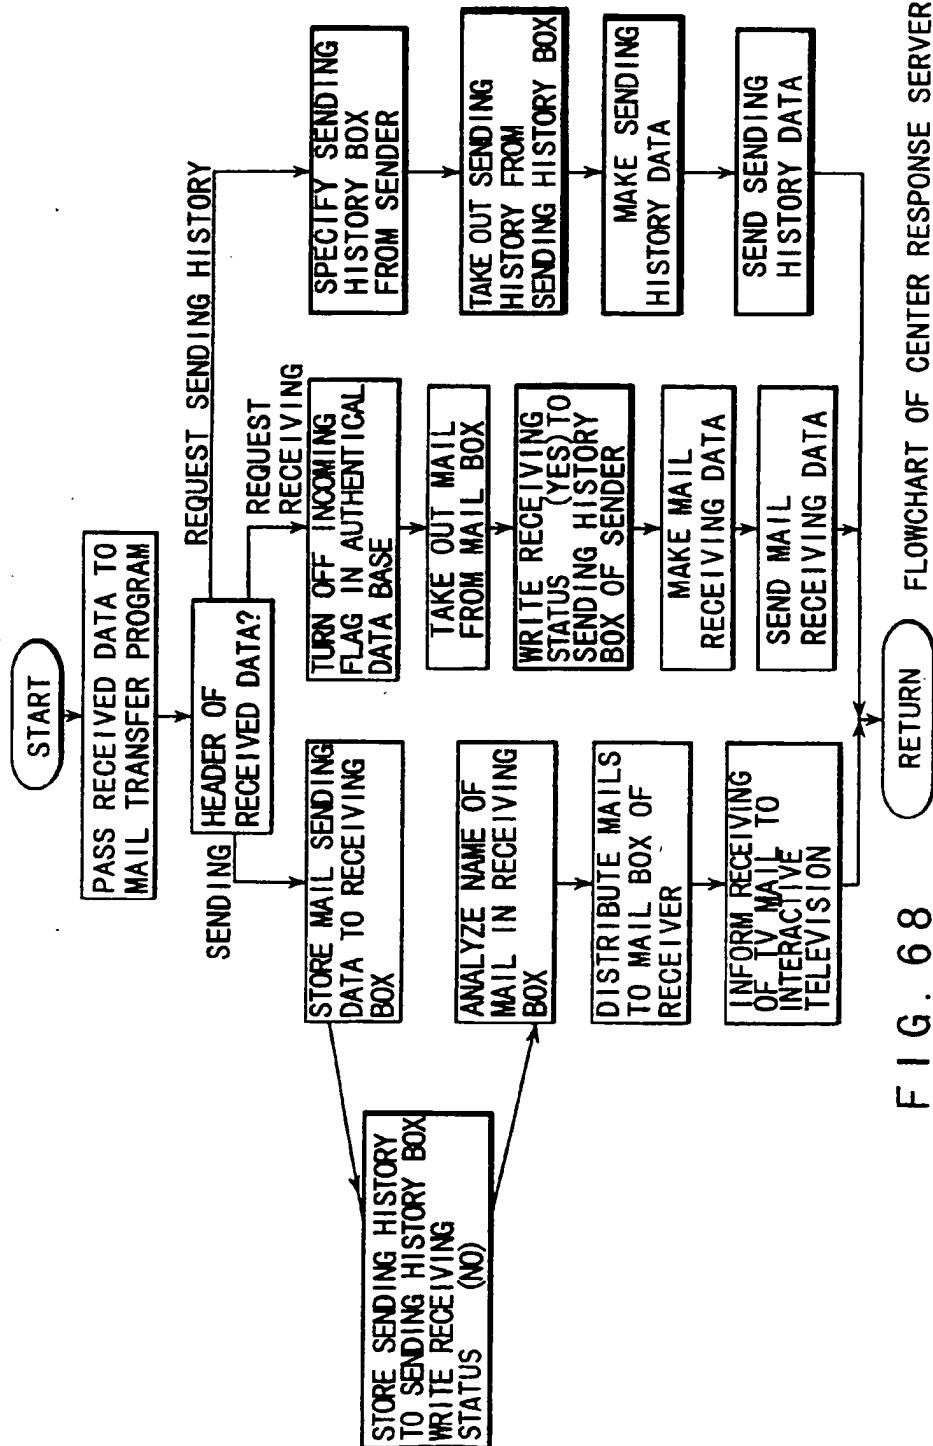 START
PASS RECEIVED DATA TO
MAIL TRANSFER PROGRAM
HEADER OF
RECEIVED DATA?
SENDING
REQUEST
RECEIVING
REQUEST SENDING HISTORY
STORE MAIL SENDING
DATA TO RECEIVING
BOX
STORE SENDING HISTORY
TO SENDING HISTORY BOX
WRITE RECEIVING
STATUS (NO)
ANALYZE NAME OF
MAIL IN RECEIVING
BOX
DISTRIBUTE MAILS
TO MAIL BOX OF
RECEIVER
INFORM RECEIVING
OF TV MAIL TO
INTERACTIVE
TELEVISION
TURN OFF INCOMING
FLAG IN AUTHENTICAL
DATA BASE
TAKE OUT MAIL
FROM MAIL BOX
WRITE RECEIVING
STATUS (YES) TO
SENDING HISTORY
BOX OF SENDER
MAKE MAIL
RECEIVING DATA
SEND MAIL
RECEIVING DATA
SPECIFY SENDING
HISTORY BOX
FROM SENDER
TAKE OUT SENDING
HISTORY FROM
SENDING HISTORY BOX
MAKE SENDING
HISTORY DATA
SEND SENDING
HISTORY DATA
RETURN
FIG. 68 FLOWCHART OF CENTER RESPONSE SERVER